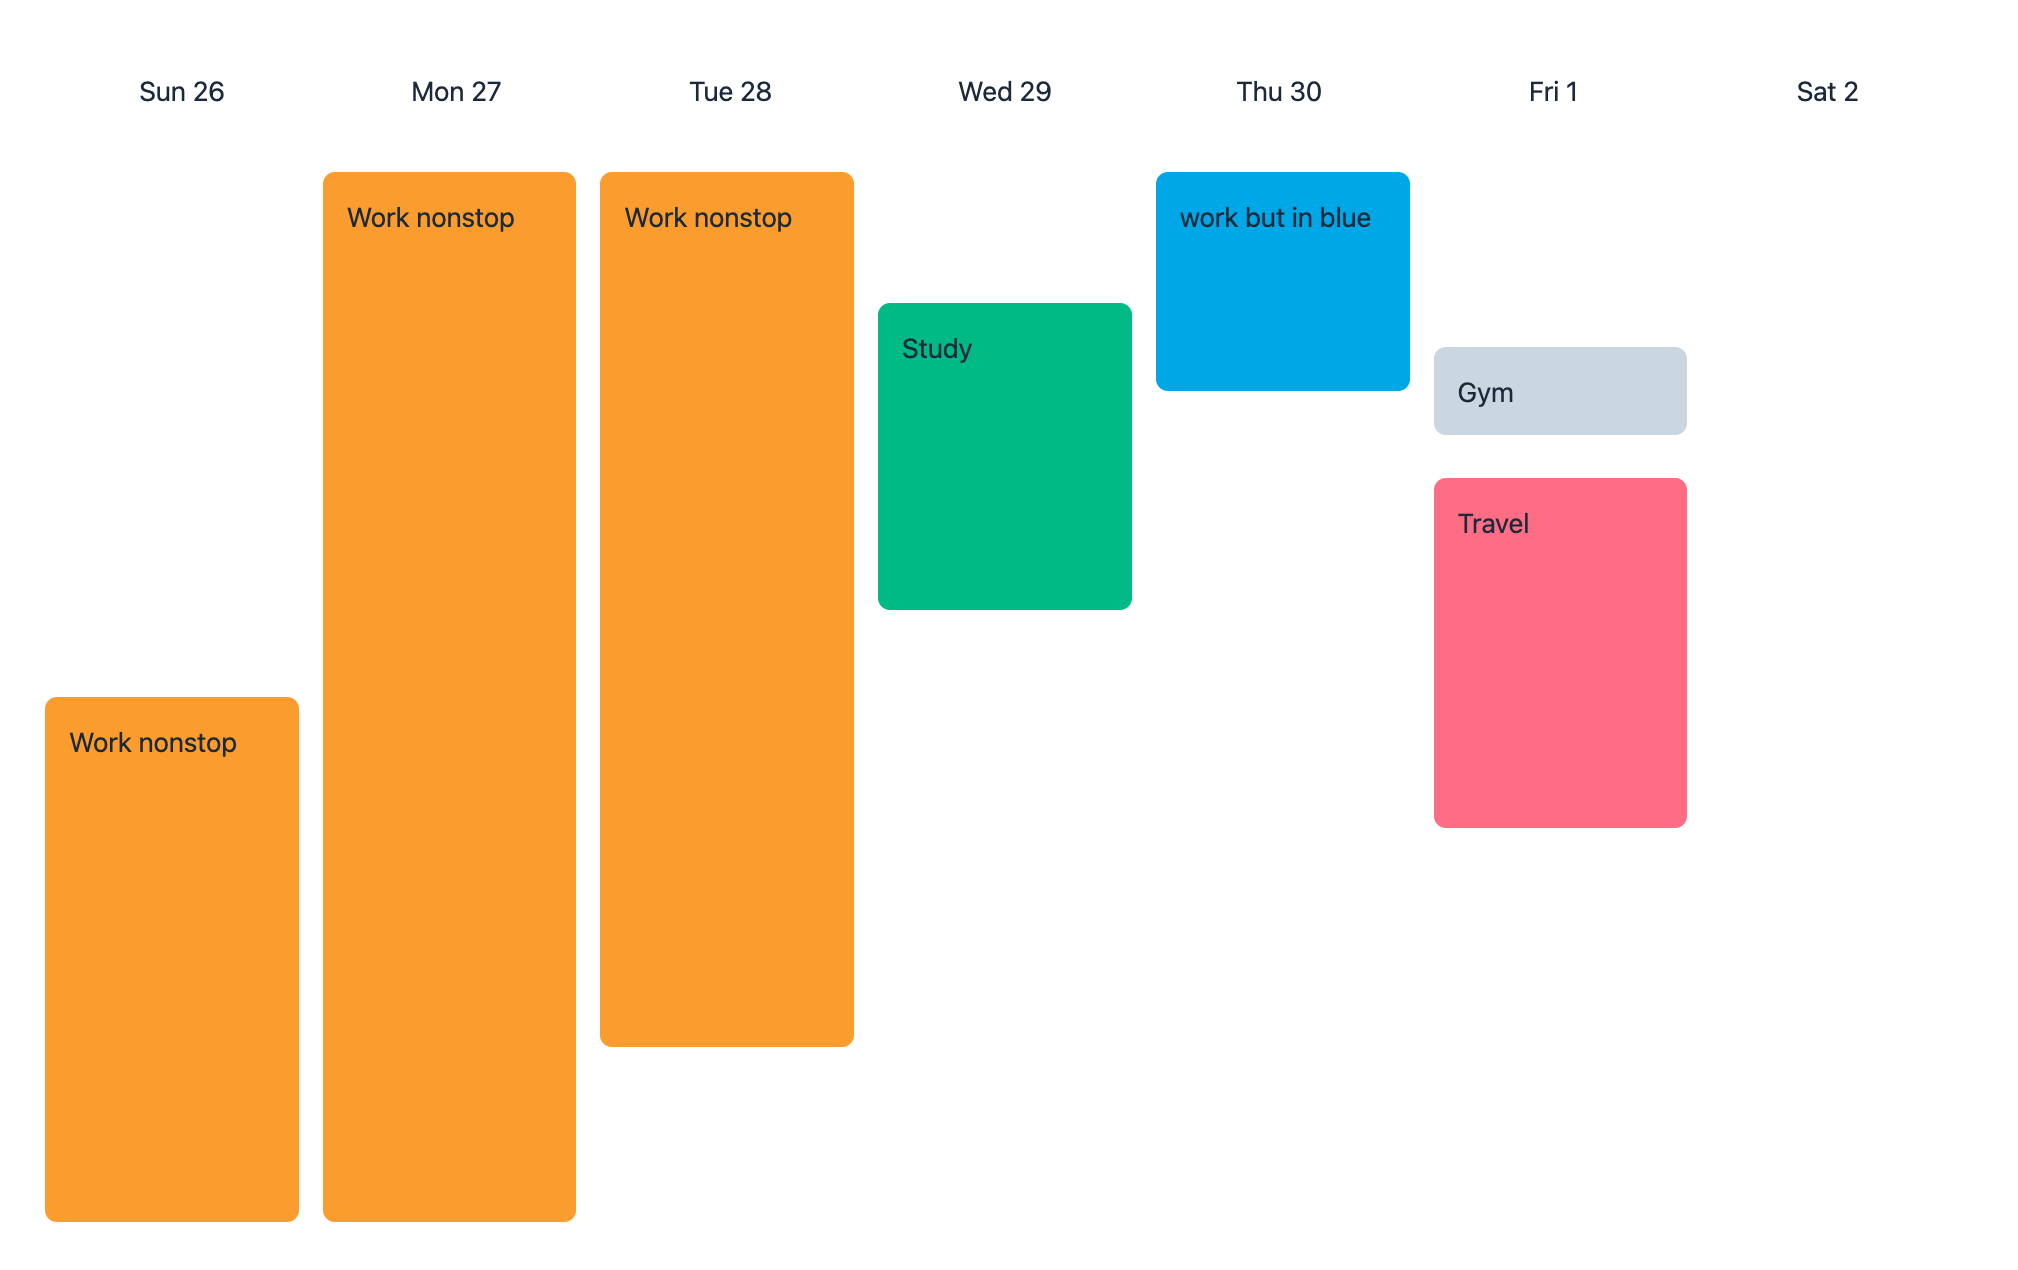 Sun 26
Mon 27
Tue 28
Wed 29
Thu 30
Fri 1
Sat 2
Work nonstop
Work nonstop
work but in blue
Study
Gym
Travel
Work nonstop